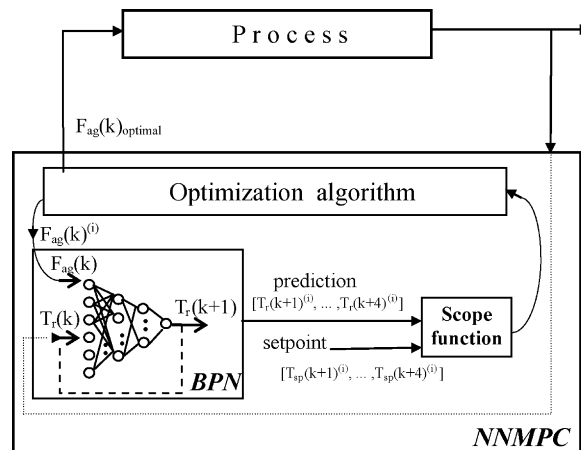 Process
F_ag(k)_optimal
Optimization algorithm
F_ag(k)^(i)
F_ag(k)
T_r(k)
T_r(k+1)
BPN
prediction
[T_r(k+1)^(i), ... ,T_r(k+4)^(i)]
setpoint
[T_sp(k+1)^(i), ... ,T_sp(k+4)^(i)]
Scope
function
NNMPC